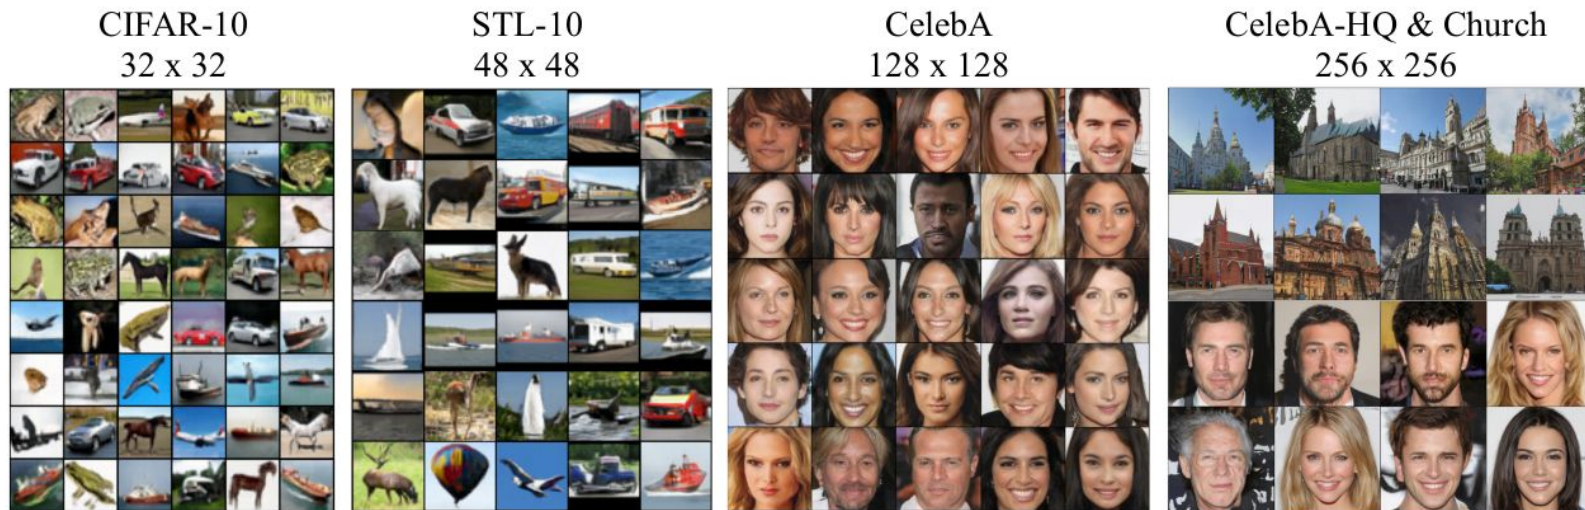 CIFAR-10
32 x 32
STL-10
48 x 48
CelebA
128 x 128
CelebA-HQ & Church
256 x 256